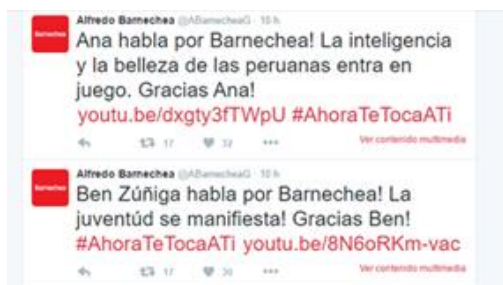 Alfredo Barnechea @ABarnecheaG · 10 h
Ana habla por Barnechea! La inteligencia
y la belleza de las peruanas entra en
juego. Gracias Ana!
youtu.be/dxgty3fTWpU #AhoraTeTocaATi
17 32 Ver contenido multimedia
Alfredo Barnechea @ABarnecheaG · 10 h
Ben Zúñiga habla por Barnechea! La
juventúd se manifiesta! Gracias Ben!
#AhoraTeTocaATi youtu.be/8N6oRKm-vac
17 30 Ver contenido multimedia